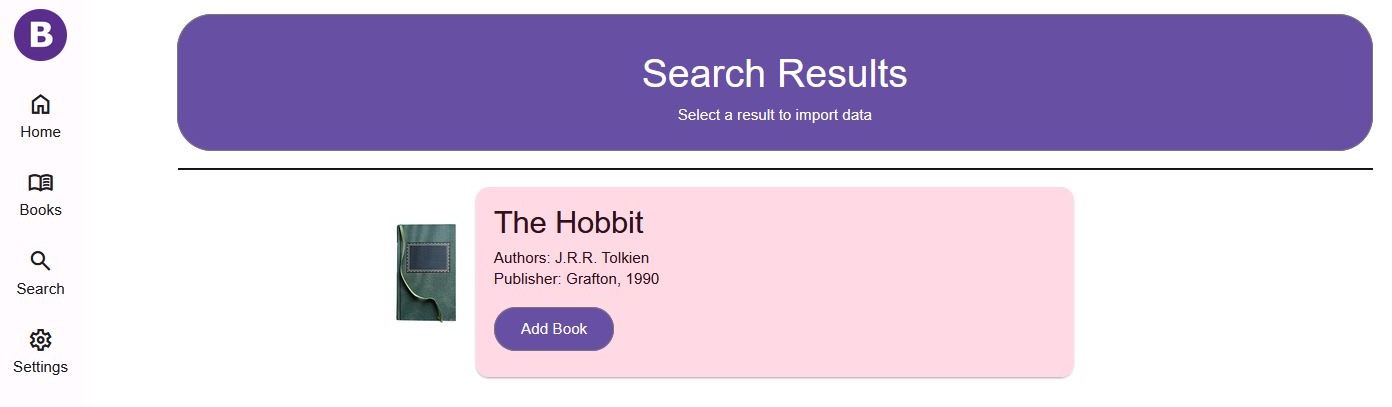 B
Home
Books
Search
Settings
Search Results
Select a result to import data
The Hobbit
Authors: J.R.R. Tolkien
Publisher: Grafton, 1990
Add Book